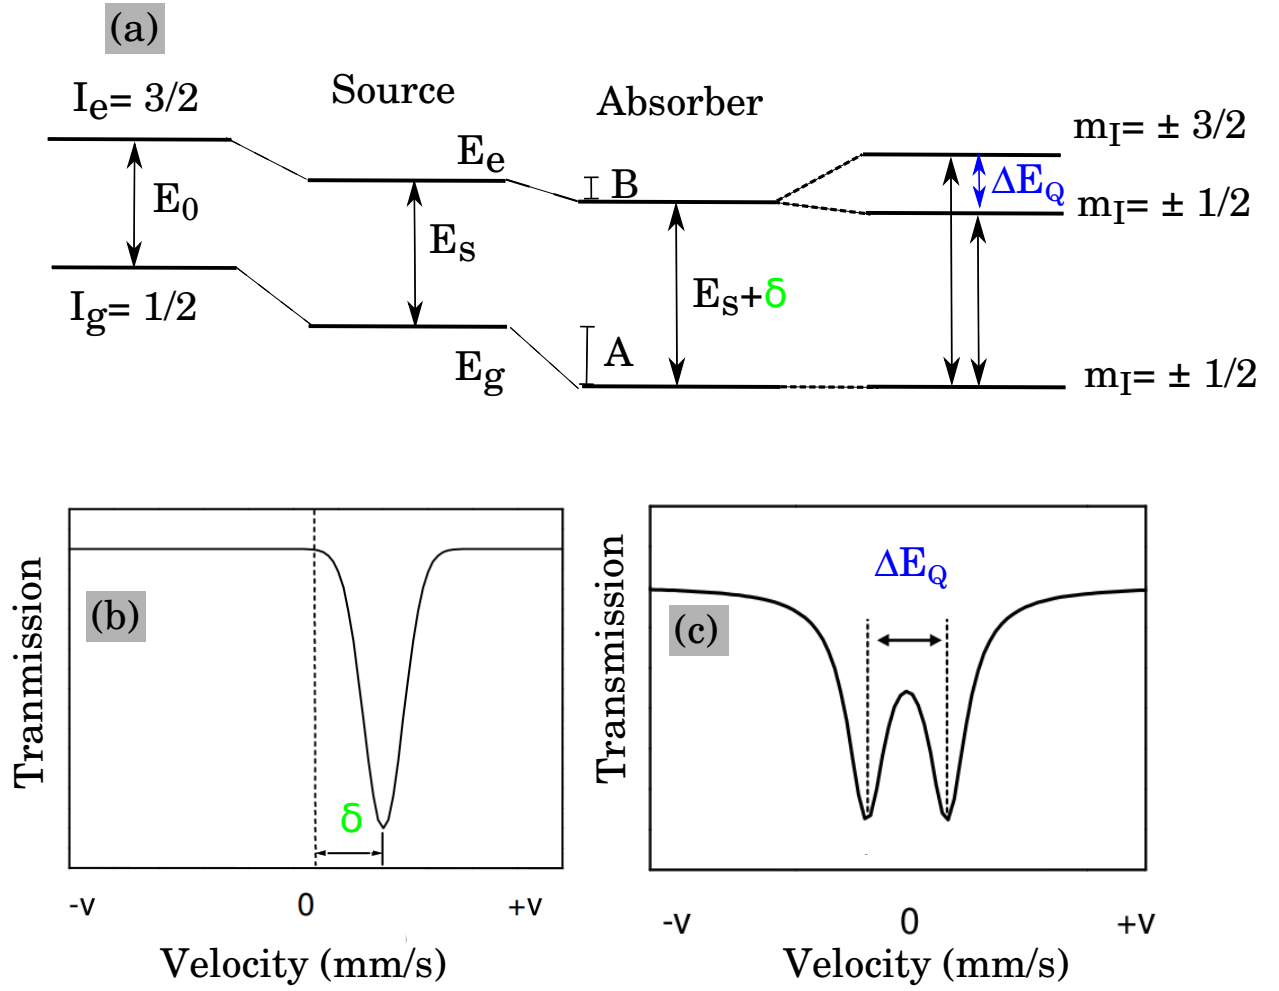 (a)
Source
Absorber
Ie= 3/2
Ee
B
mI= ± 3/2
ΔEQ
mI= ± 1/2
E0
Es
Es+δ
Ig= 1/2
Eg
A
mI= ± 1/2
Tranmission
(b)
δ
-v
0
+v
Velocity (mm/s)
Transmission
(c)
ΔEQ
-v
0
+v
Velocity (mm/s)